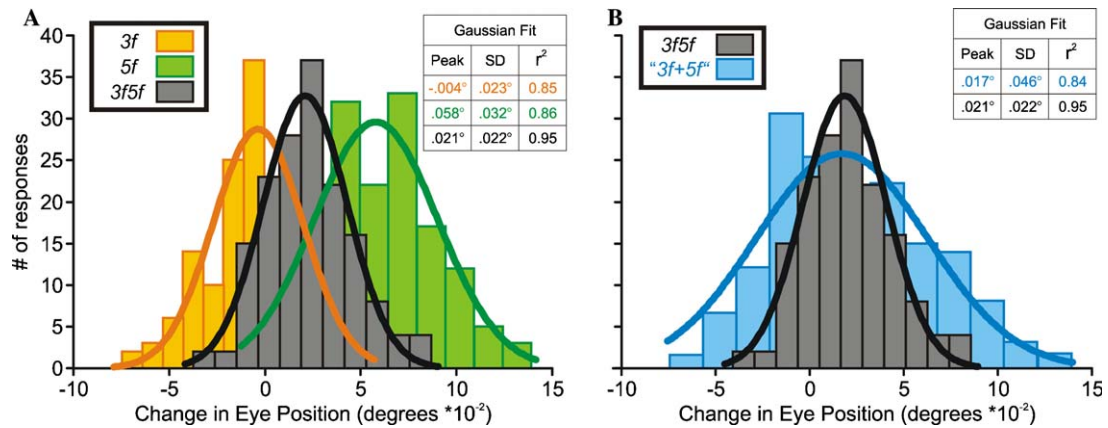 A
B
3f
5f
3f5f
Gaussian Fit
Peak SD r²
-.004° .023° 0.85
.058° .032° 0.86
.021° .022° 0.95
40
35
30
25
20
15
10
5
0
# of responses
-10 -5 0 5 10 15
Change in Eye Position (degrees *10⁻²)
3f5f
"3f+5f"
Gaussian Fit
Peak SD r²
.017° .046° 0.84
.021° .022° 0.95
-10 -5 0 5 10 15
Change in Eye Position (degrees *10⁻²)